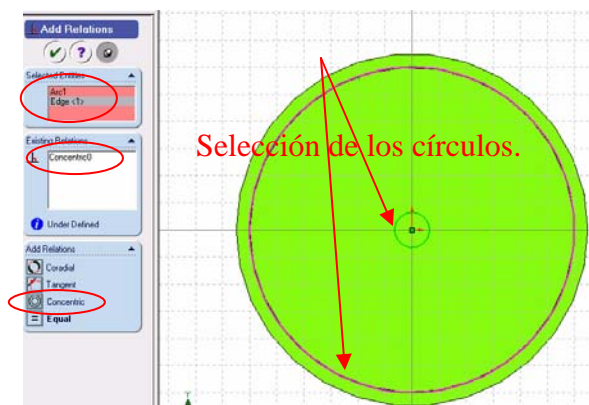 Add Relations
Selected Entities
Arc1
Edge <1>
Existing Relations
Concentric0
Under Defined
Add Relations
Coradial
Tangent
Concentric
Equal
Selección de los círculos.